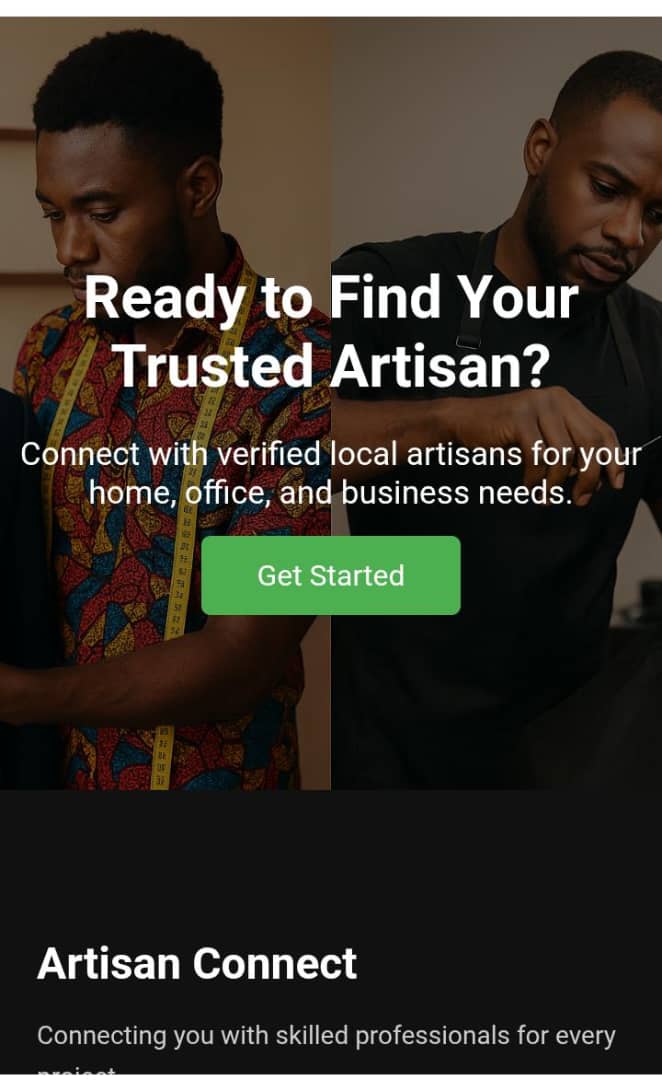 Ready to Find Your
Trusted Artisan?
Connect with verified local artisans for your
home, office, and business needs.
Get Started
Artisan Connect
Connecting you with skilled professionals for every
project